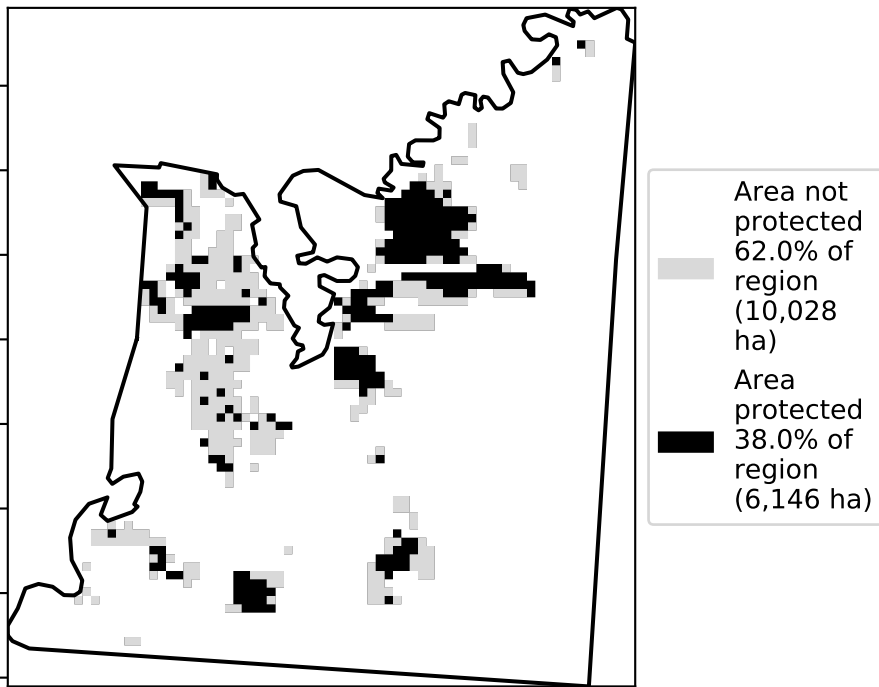 Area not
protected
62.0% of
region
(10,028
ha)
Area
protected
38.0% of
region
(6,146 ha)